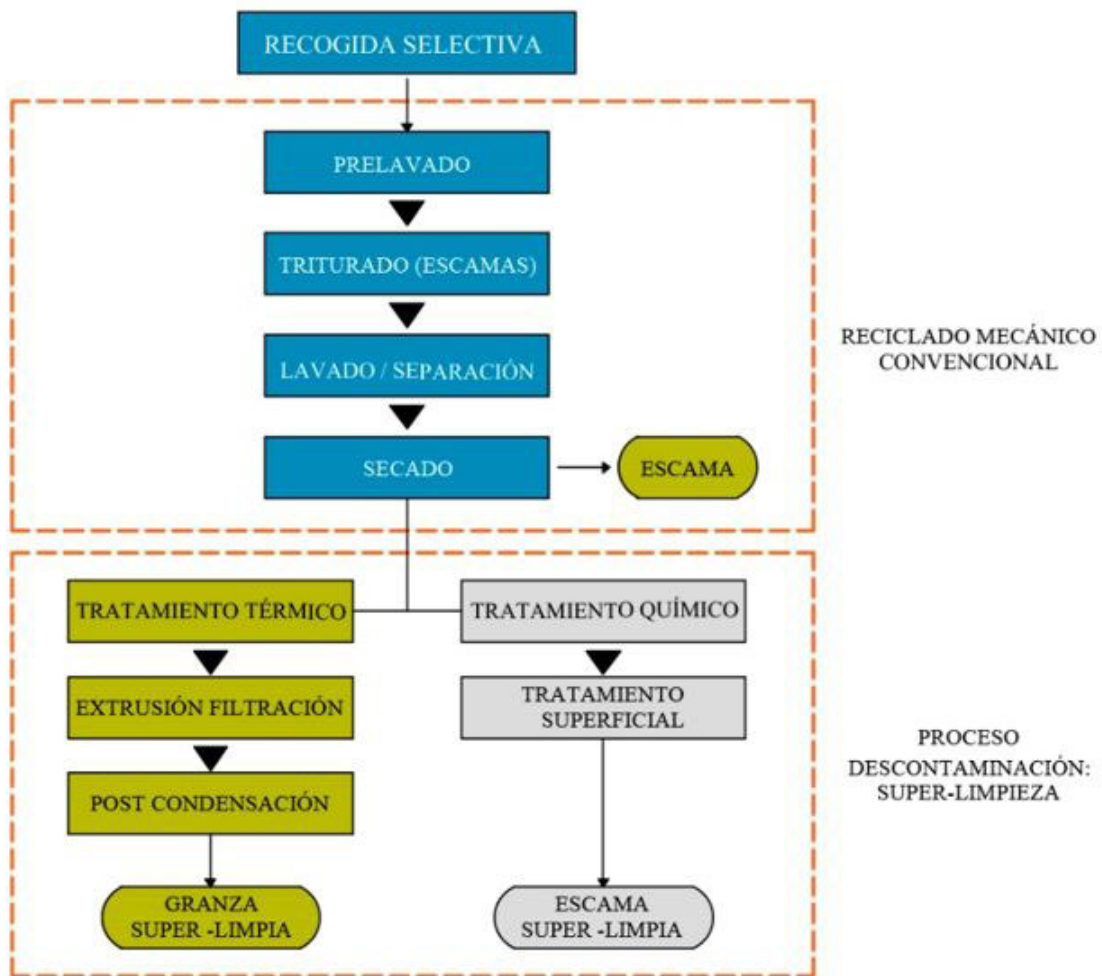 RECOGIDA SELECTIVA
PRELAVADO
TRITURADO (ESCAMAS)
LAVADO / SEPARACIÓN
SECADO
ESCAMA
RECICLADO MECÁNICO
CONVENCIONAL
TRATAMIENTO TÉRMICO
EXTRUSIÓN FILTRACIÓN
POST CONDENSACIÓN
GRANZA
SUPER -LIMPIA
TRATAMIENTO QUÍMICO
TRATAMIENTO
SUPERFICIAL
ESCAMA
SUPER -LIMPIA
PROCESO
DESCONTAMINACIÓN:
SUPER-LIMPIEZA